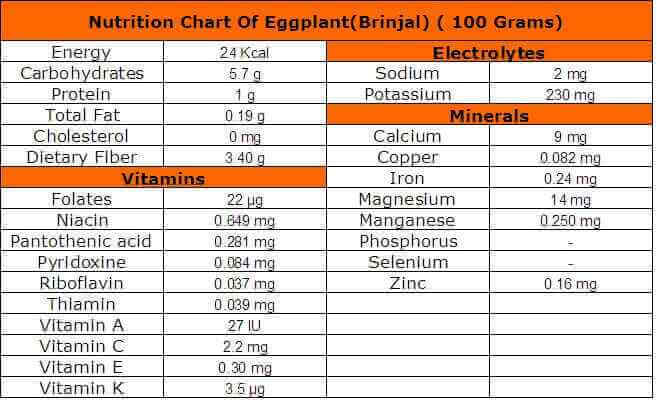 Nutrition Chart Of Eggplant(Brinjal) ( 100 Grams)
Energy 24 Kcal Electrolytes
Carbohydrates 5.7 g Sodium 2 mg
Protein 1 g Potassium 230 mg
Total Fat 0.19 g Minerals
Cholesterol 0 mg Calcium 9 mg
Dietary Fiber 3.40 g Copper 0.082 mg
Vitamins Iron 0.24 mg
Folates 22 µg Magnesium 14 mg
Niacin 0.649 mg Manganese 0.250 mg
Pantothenic acid 0.281 mg Phosphorus -
Pyridoxine 0.084 mg Selenium -
Riboflavin 0.037 mg Zinc 0.16 mg
Thiamin 0.039 mg
Vitamin A 27 IU
Vitamin C 2.2 mg
Vitamin E 0.30 mg
Vitamin K 3.5 µg